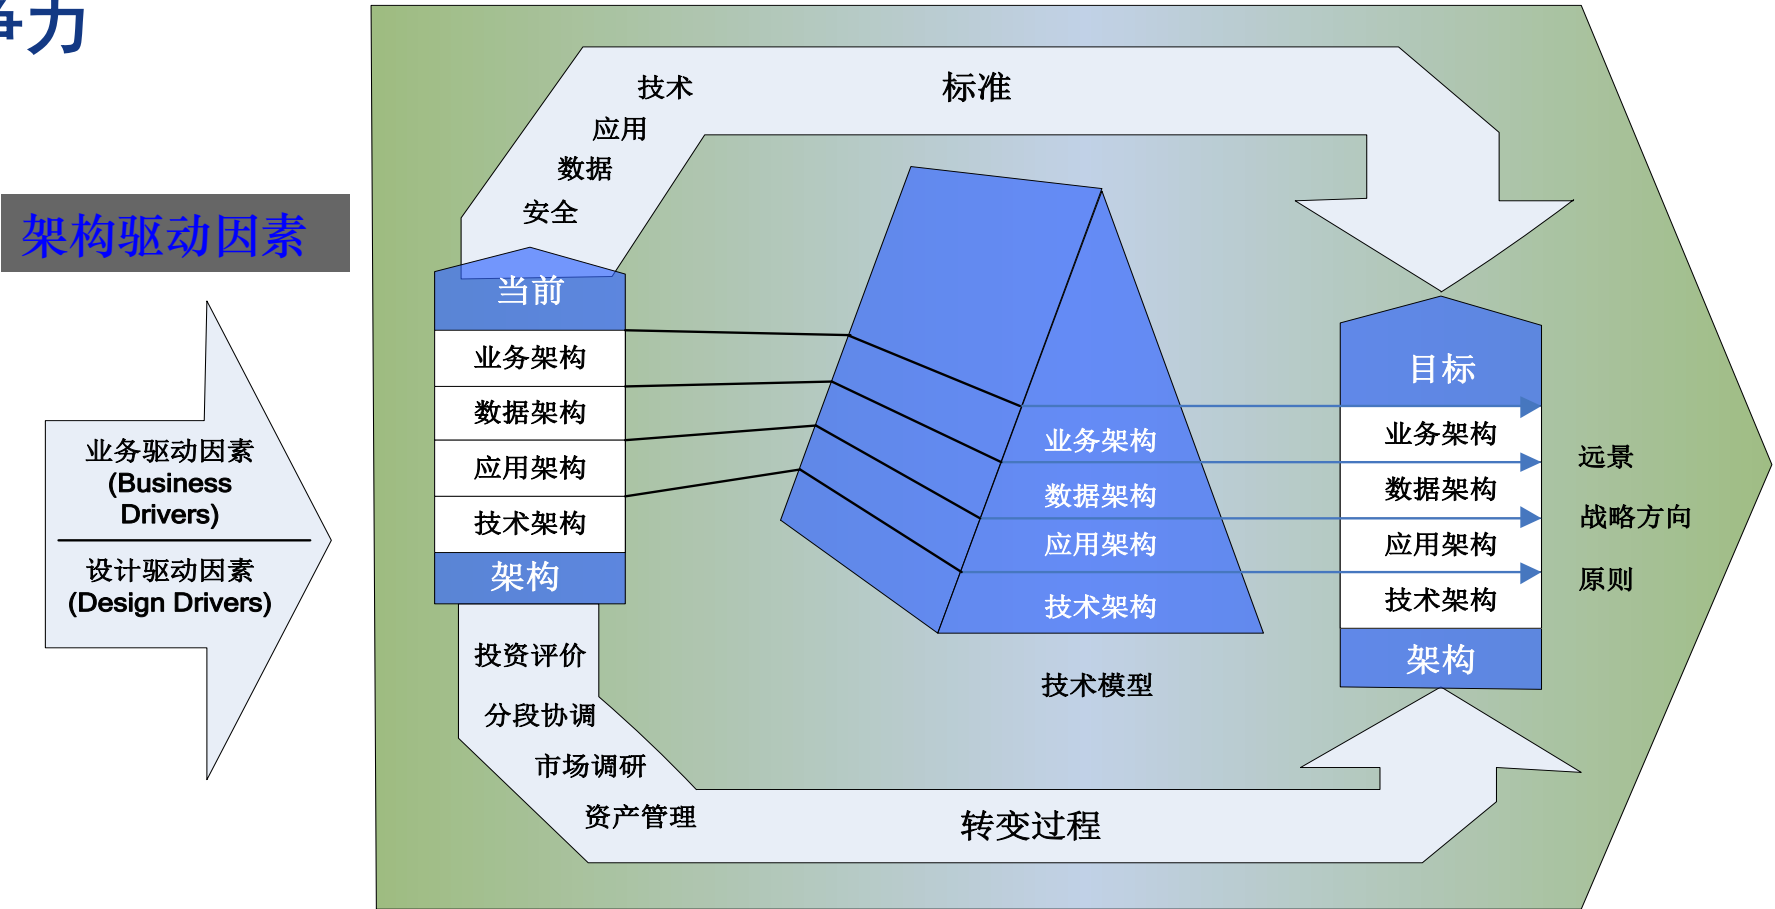 力
架构驱动因素
业务驱动因素
(Business
Drivers)
设计驱动因素
(Design Drivers)
技术
应用
数据
安全
标准
当前
业务架构
数据架构
应用架构
技术架构
架构
业务架构
数据架构
应用架构
技术架构
技术模型
目标
业务架构
数据架构
应用架构
技术架构
架构
远景
战略方向
原则
投资评价
分段协调
市场调研
资产管理
转变过程